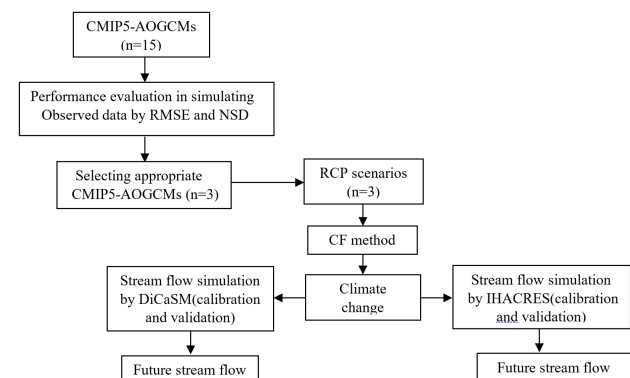 CMIP5-AOGCMs
(n=15)
Performance evaluation in simulating
Observed data by RMSE and NSD
Selecting appropriate
CMIP5-AOGCMs (n=3)
RCP scenarios
(n=3)
CF method
Climate
change
Stream flow simulation
by DiCaSM(calibration
and validation)
Stream flow simulation
by IHACRES(calibration
and validation)
Future stream flow
Future stream flow